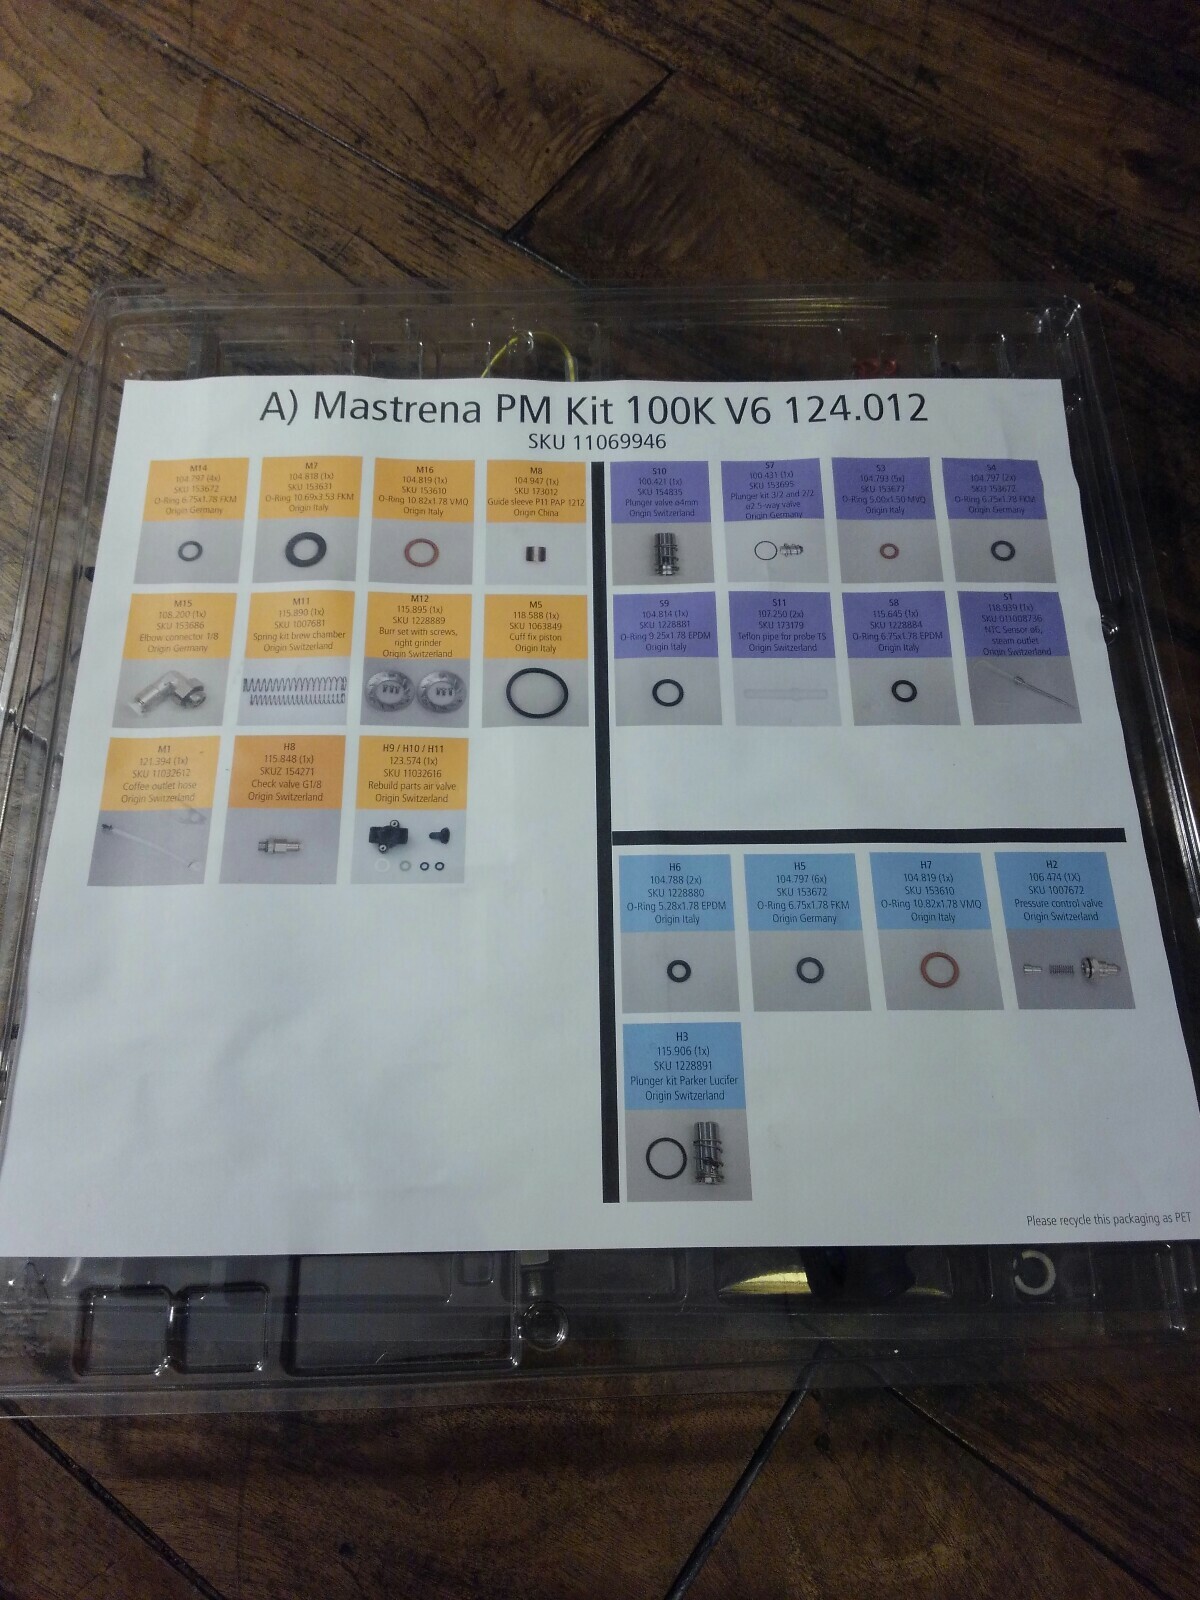 A) Mastrena PM Kit 100K V6 124.012
SKU 11069946
M14
104.797 (4x)
SKU 153672
O-Ring 6.75x1.78 FKM
Origin Germany
M7
104.818 (1x)
SKU 153631
O-Ring 10.69x3.53 FKM
Origin Italy
M16
104.819 (1x)
SKU 153610
O-Ring 10.82x1.78 VMQ
Origin Italy
M8
104.947 (1x)
SKU 173012
Guide sleeve P11 PAP 1212
Origin China
M15
108.200 (1x)
SKU 153686
Elbow connector 1/8
Origin Germany
M11
115.890 (1x)
SKU 1007681
Spring kit brew chamber
Origin Switzerland
M12
115.895 (1x)
SKU 1228889
Burr set with screws,
right grinder
Origin Switzerland
M5
118.588 (1x)
SKU 1063849
Cuff fix piston
Origin Italy
M1
121.394 (1x)
SKU 11032612
Coffee outlet hose
Origin Switzerland
H8
115.848 (1x)
SKUZ 154271
Check valve G1/8
Origin Switzerland
H9 / H10 / H11
123.574 (1x)
SKU 11032616
Rebuild parts air valve
Origin Switzerland
S10
100.421 (1x)
SKU 154835
Plunger valve ø4mm
Origin Switzerland
S7
100.431 (1x)
SKU 153695
Plunger kit 3/2 and 2/2
ø2.5-way valve
Origin Germany
S3
104.793 (5x)
SKU 153677
O-Ring 5.00x1.50 MVQ
Origin Italy
S4
104.797 (2x)
SKU 153672
O-Ring 6.75x1.78 FKM
Origin Germany
S9
104.814 (1x)
SKU 1228881
O-Ring 9.25x1.78 EPDM
Origin Italy
S11
107.250 (2x)
SKU 173179
Teflon pipe for probe T5
Origin Switzerland
S8
115.645 (1x)
SKU 1228884
O-Ring 6.75x1.78 EPDM
Origin Italy
S1
118.939 (1x)
SKU 011008736
NTC Sensor
steam outlet
Origin Switzerland
H6
104.788 (2x)
SKU 1228880
O-Ring 5.28x1.78 EPDM
Origin Italy
H5
104.797 (6x)
SKU 153672
O-Ring 6.75x1.78 FKM
Origin Germany
H7
104.819 (1x)
SKU 153610
O-Ring 10.82x1.78 VMQ
Origin Italy
H2
106.474 (1X)
SKU 1007672
Pressure control valve
Origin Switzerland
H3
115.906 (1x)
SKU 1228891
Plunger kit Parker Lucifer
Origin Switzerland
Please recycle this packaging as PET